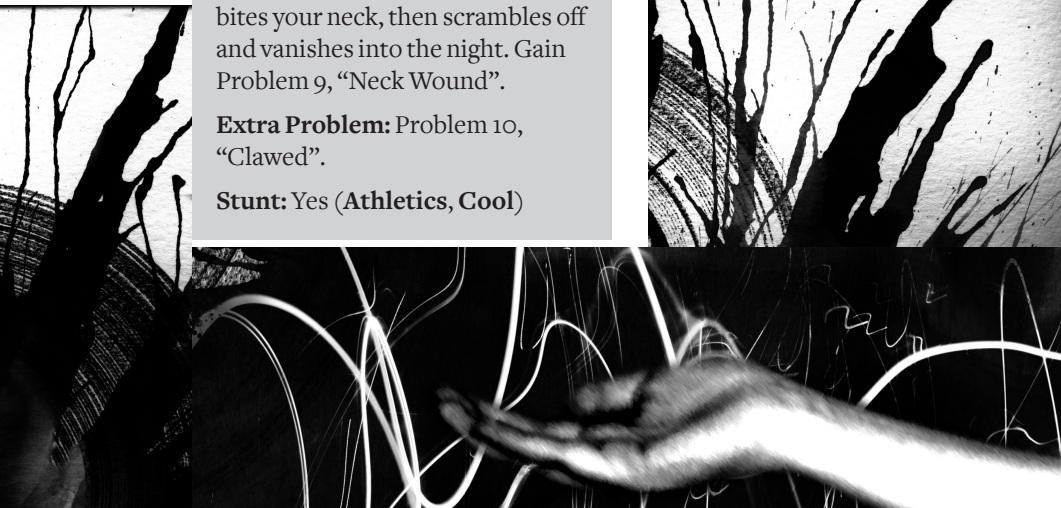 bites your neck, then scrambles off
and vanishes into the night. Gain
Problem 9, “Neck Wound”.
Extra Problem: Problem 10,
“Clawed”.
Stunt: Yes (Athletics, Cool)